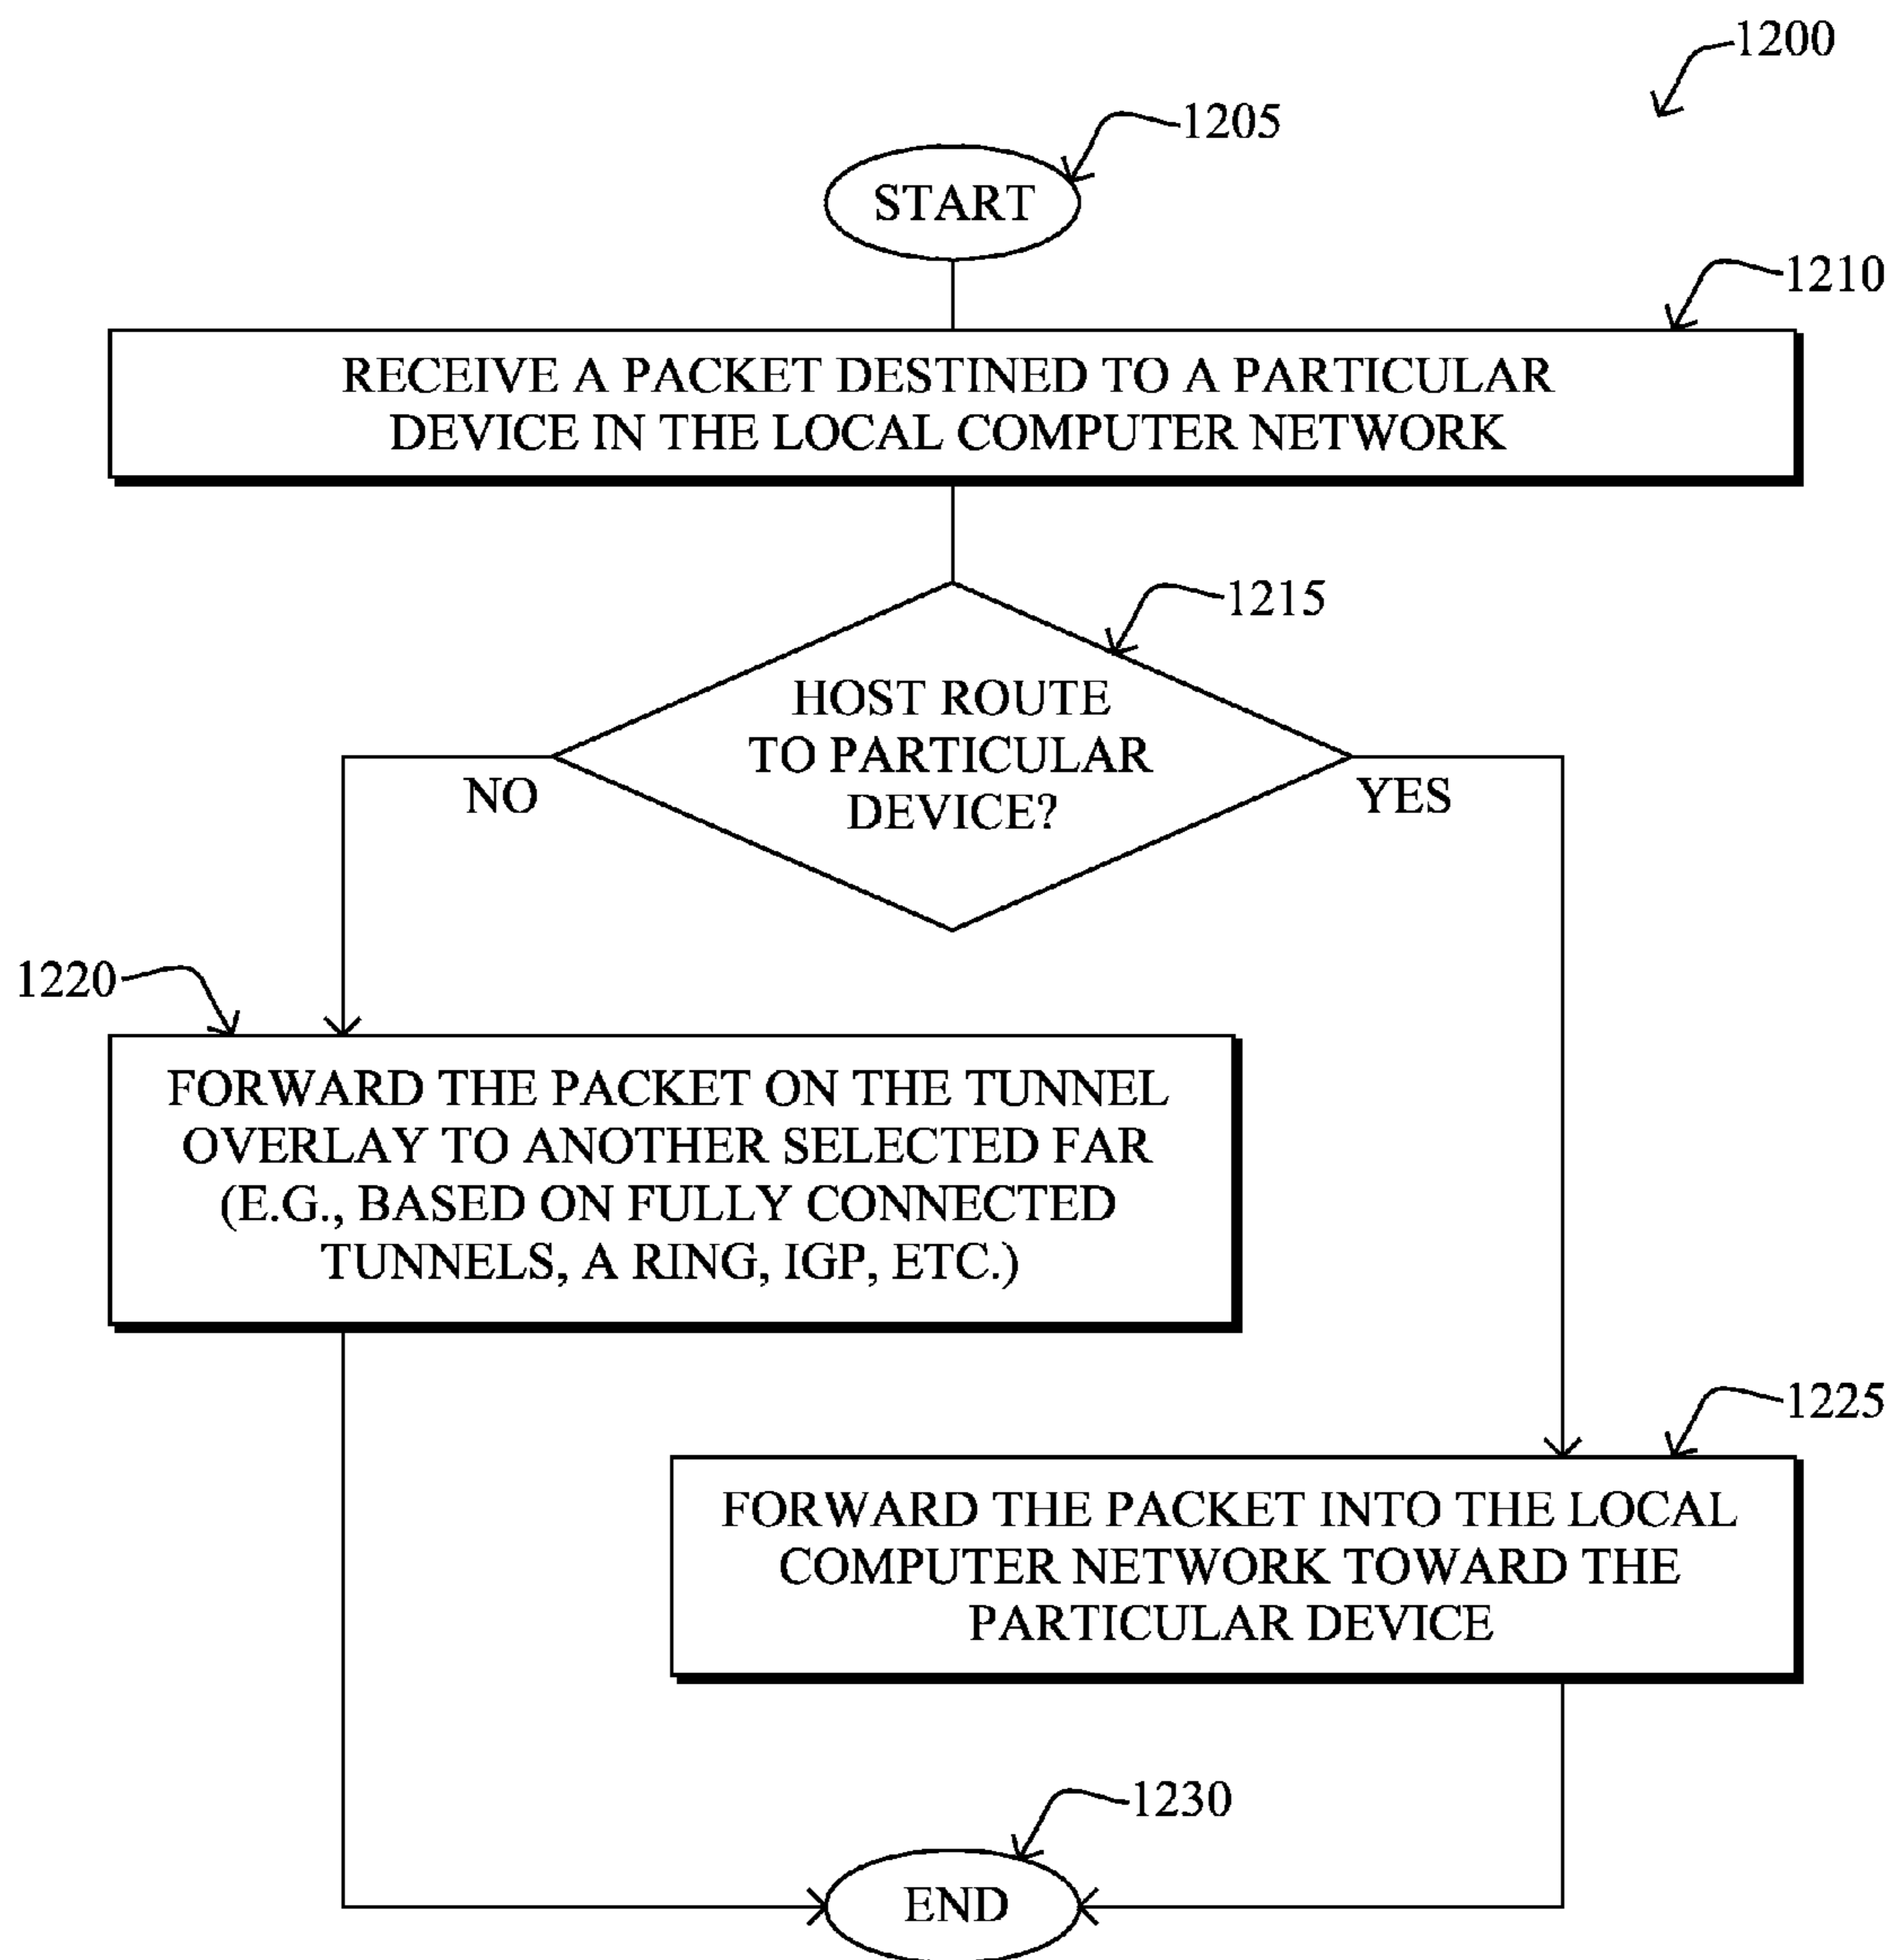 1200
1205
START
1210
RECEIVE A PACKET DESTINED TO A PARTICULAR
DEVICE IN THE LOCAL COMPUTER NETWORK
1215
HOST ROUTE
TO PARTICULAR
DEVICE?
NO
YES
1220
FORWARD THE PACKET ON THE TUNNEL
OVERLAY TO ANOTHER SELECTED FAR
(E.G., BASED ON FULLY CONNECTED
TUNNELS, A RING, IGP, ETC.)
1225
FORWARD THE PACKET INTO THE LOCAL
COMPUTER NETWORK TOWARD THE
PARTICULAR DEVICE
1230
END